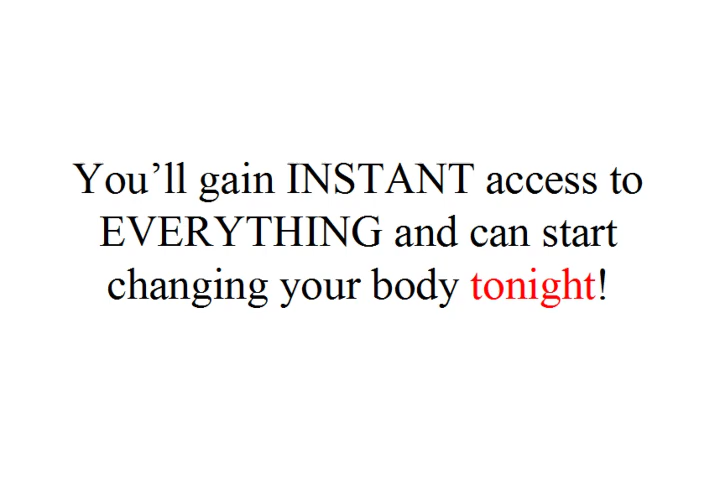 You’ll gain INSTANT access to
EVERYTHING and can start
changing your body tonight!